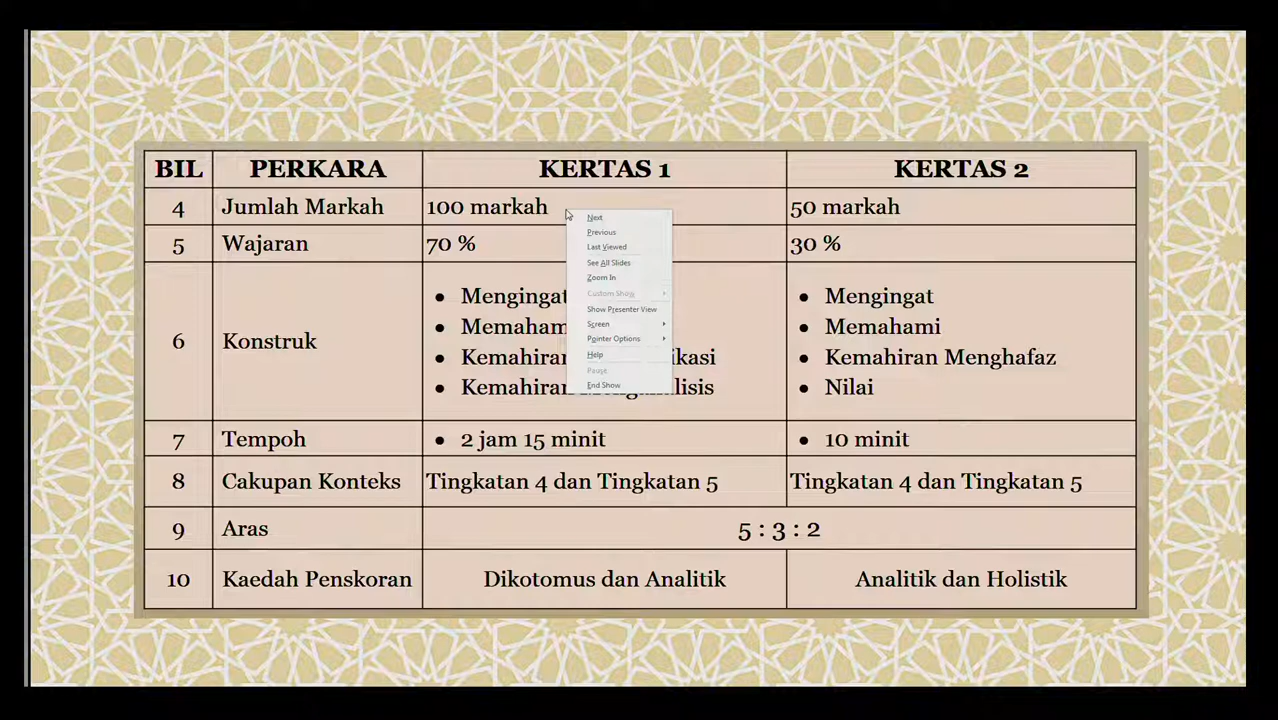 BIL PERKARA KERTAS 1 KERTAS 2
4 Jumlah Markah 100 markah 50 markah
5 Wajaran 70 % 30 %
6 Konstruk
• Mengingat
• Kemahiran
• Kemahiran
• Mengingat
• Memahami
• Kemahiran Menghafaz
• Nilai
7 Tempoh • 2 jam 15 minit • 10 minit
8 Cakupan Konteks Tingkatan 4 dan Tingkatan 5 Tingkatan 4 dan Tingkatan 5
9 Aras 5 : 3 : 2
10 Kaedah Penskoran Dikotomus dan Analitik Analitik dan Holistik
Next
Previous
Last Viewed
See All Slides
Zoom In
Custom Show
Show Presenter View
Screen
Pointer Options
Help
Pause
End Show